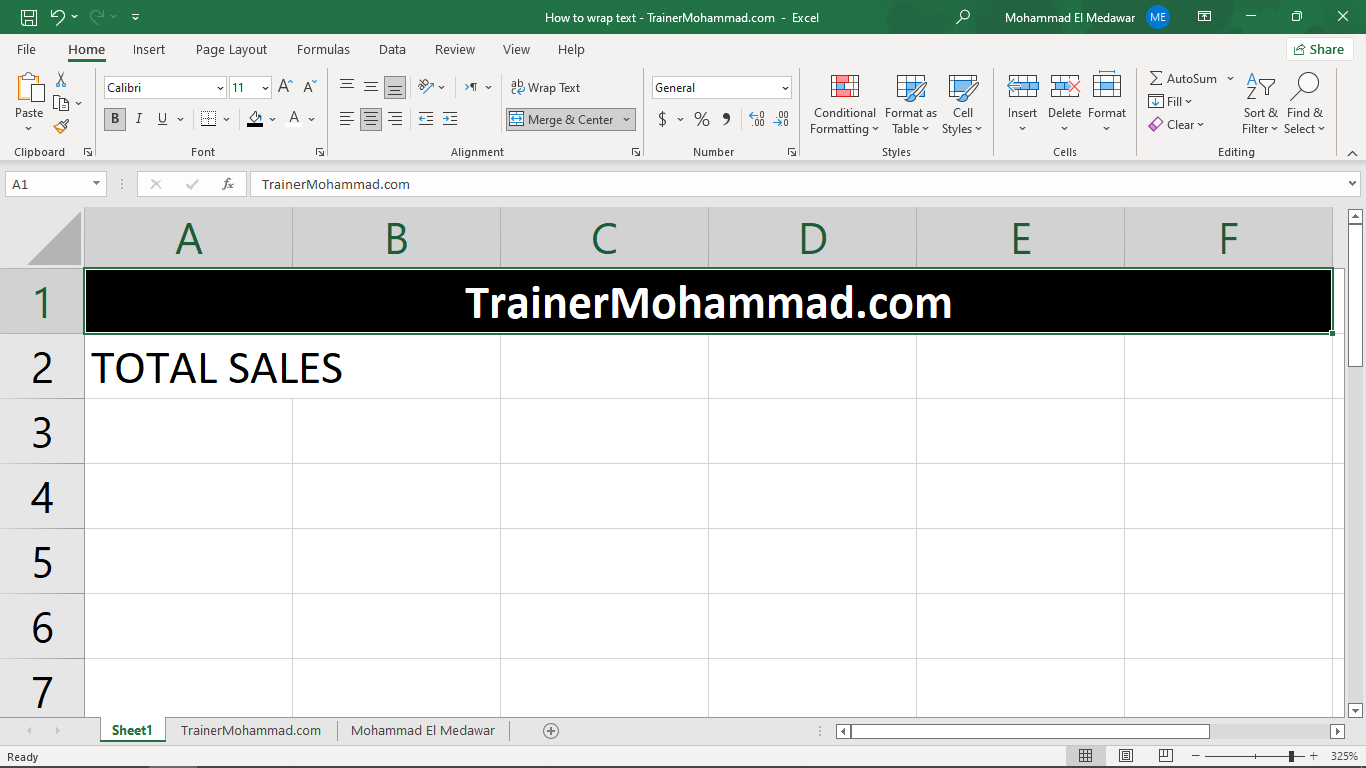 How to wrap text - TrainerMohammad.com - Excel
Mohammad El Medawar ME
File Home Insert Page Layout Formulas Data Review View Help Share
Calibri 11 ab Wrap Text General AutoSum
Paste Conditional Formatting Format as Table Cell Styles Insert Delete Format Fill Sort & Filter Find & Select
B I U A Merge & Center $ % Clear
Clipboard Font Alignment Number Styles Cells Editing
A1 fx TrainerMohammad.com
A B C D E F
1 TrainerMohammad.com
2 TOTAL SALES
3
4
5
6
7
Sheet1 TrainerMohammad.com Mohammad El Medawar
Ready 325%